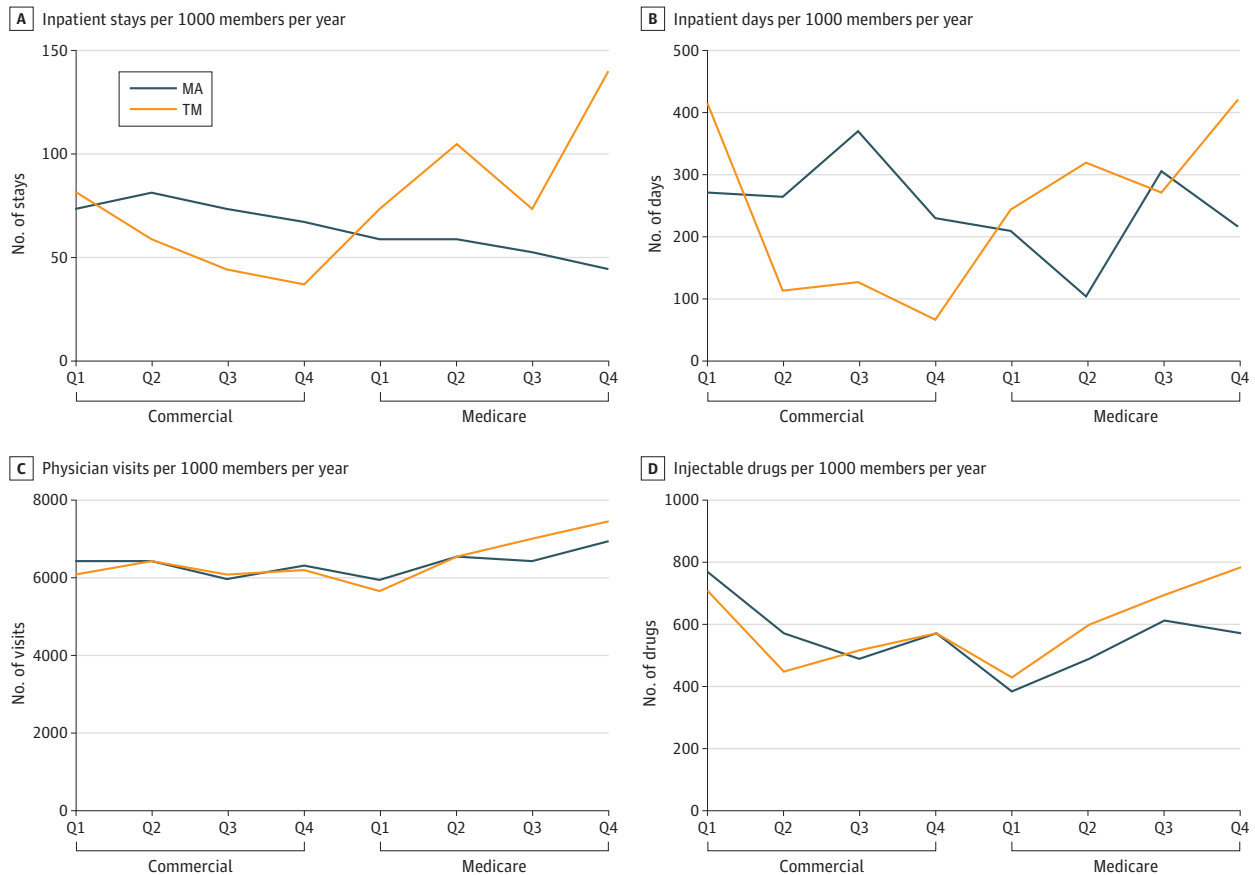 A Inpatient stays per 1000 members per year
150
100
50
0
No. of stays
MA
TM
Q1 Q2 Q3 Q4 Q1 Q2 Q3 Q4
Commercial Medicare
B Inpatient days per 1000 members per year
500
400
300
200
100
0
No. of days
Q1 Q2 Q3 Q4 Q1 Q2 Q3 Q4
Commercial Medicare
C Physician visits per 1000 members per year
8000
6000
4000
2000
0
No. of visits
Q1 Q2 Q3 Q4 Q1 Q2 Q3 Q4
Commercial Medicare
D Injectable drugs per 1000 members per year
1000
800
600
400
200
0
No. of drugs
Q1 Q2 Q3 Q4 Q1 Q2 Q3 Q4
Commercial Medicare